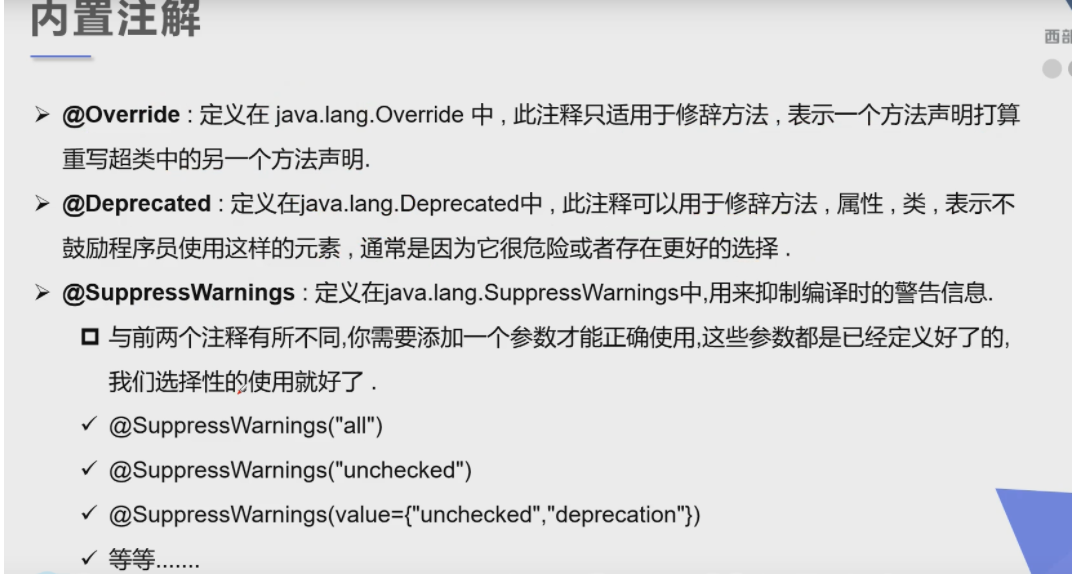 内置注解
西部
➢ @Override : 定义在 java.lang.Override 中 , 此注释只适用于修辞方法 , 表示一个方法声明打算
重写超类中的另一个方法声明.
➢ @Deprecated : 定义在java.lang.Deprecated中 , 此注释可以用于修辞方法 , 属性 , 类 , 表示不
鼓励程序员使用这样的元素 , 通常是因为它很危险或者存在更好的选择 .
➢ @SuppressWarnings : 定义在java.lang.SuppressWarnings中,用来抑制编译时的警告信息.
与前两个注释有所不同,你需要添加一个参数才能正确使用,这些参数都是已经定义好了的,
我们选择性的使用就好了 .
✓ @SuppressWarnings("all")
✓ @SuppressWarnings("unchecked")
✓ @SuppressWarnings(value={"unchecked","deprecation"})
✓ 等等.......